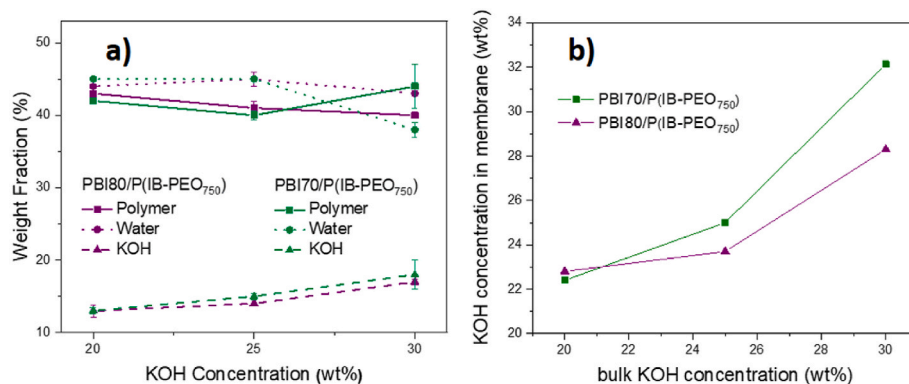 a)
50
40
30
20
10
Weight Fraction (%)
PBI80/P(IB-PEO₇₅₀)
Polymer
Water
KOH
PBI70/P(IB-PEO₇₅₀)
Polymer
Water
KOH
20
25
30
KOH Concentration (wt%)
b)
34
32
30
28
26
24
22
20
KOH concentration in membrane (wt%)
PBI70/P(IB-PEO₇₅₀)
PBI80/P(IB-PEO₇₅₀)
20
22
24
26
28
30
bulk KOH concentration (wt%)